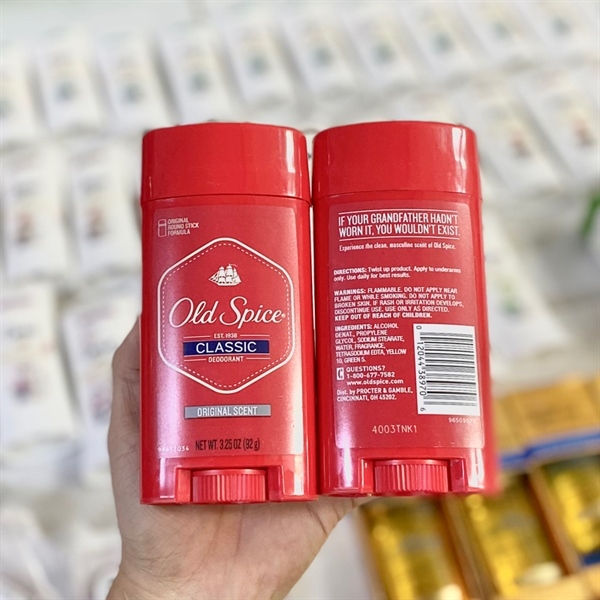 ORIGINAL
ROUND STICK
FORMULA
Old Spice®
EST. 1938
CLASSIC
DEODORANT
ORIGINAL SCENT
NET WT. 3.25 OZ (92 g)
IF YOUR GRANDFATHER HADN'T
WORN IT, YOU WOULDN'T EXIST.
Experience the clean, masculine scent of Old Spice.
DIRECTIONS: Twist up product. Apply to underarms
only. Use daily for best results.
WARNINGS: FLAMMABLE. DO NOT APPLY NEAR
FLAME OR WHILE SMOKING. DO NOT APPLY TO
BROKEN SKIN. IF RASH OR IRRITATION DEVELOPS,
DISCONTINUE USE. USE ONLY AS DIRECTED.
KEEP OUT OF REACH OF CHILDREN.
INGREDIENTS: ALCOHOL
DENAT., PROPYLENE
GLYCOL, SODIUM STEARATE,
WATER, FRAGRANCE,
TETRASODIUM EDTA, YELLOW
10, GREEN 5.
QUESTIONS?
1-800-677-7582
www.oldspice.com
Dist. by PROCTER & GAMBLE,
CINCINNATI, OH 45202.
0 12044 38970 6
4003TNK1